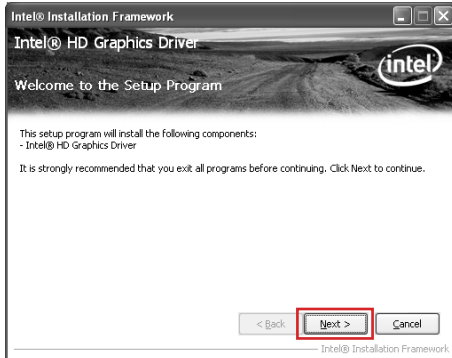 Intel® Installation Framework
Intel® HD Graphics Driver
intel
Welcome to the Setup Program
This setup program will install the following components:
- Intel® HD Graphics Driver
It is strongly recommended that you exit all programs before continuing. Click Next to continue.
< Back Next > Cancel
Intel® Installation Framework